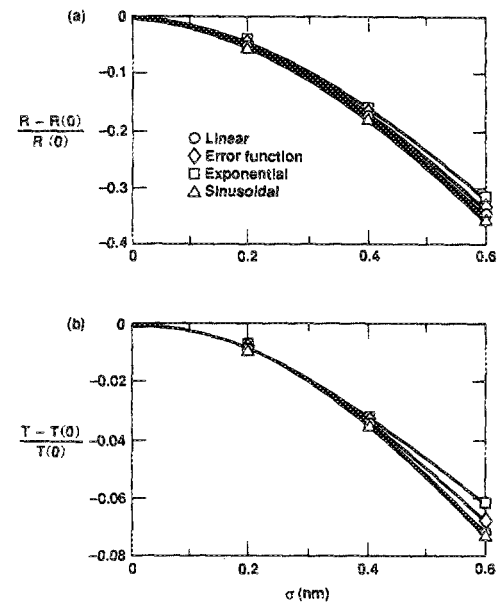 (a)
0
−0.1
−0.2
−0.3
−0.4
R − R(0)
R (0)
Linear
Error function
Exponential
Sinusoidal
0 0.2 0.4 0.6
(b)
0
−0.02
−0.04
−0.06
−0.08
T − T(0)
T(0)
0 0.2 0.4 0.6
σ (nm)